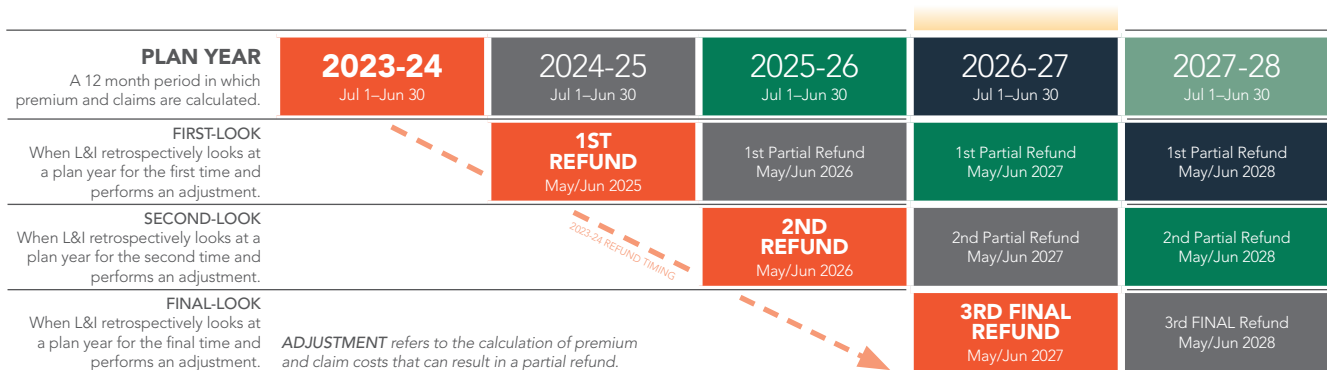 PLAN YEAR
A 12 month period in which
premium and claims are calculated.
2023-24
Jul 1–Jun 30
2024-25
Jul 1–Jun 30
2025-26
Jul 1–Jun 30
2026-27
Jul 1–Jun 30
2027-28
Jul 1–Jun 30
FIRST-LOOK
When L&I retrospectively looks at
a plan year for the first time and
performs an adjustment.
1ST
REFUND
May/Jun 2025
1st Partial Refund
May/Jun 2026
1st Partial Refund
May/Jun 2027
1st Partial Refund
May/Jun 2028
SECOND-LOOK
When L&I retrospectively looks at a
plan year for the second time and
performs an adjustment.
2023-24 REFUND TIMING
2ND
REFUND
May/Jun 2026
2nd Partial Refund
May/Jun 2027
2nd Partial Refund
May/Jun 2028
FINAL-LOOK
When L&I retrospectively looks at
a plan year for the final time and
performs an adjustment.
ADJUSTMENT refers to the calculation of premium
and claim costs that can result in a partial refund.
3RD FINAL
REFUND
May/Jun 2027
3rd FINAL Refund
May/Jun 2028